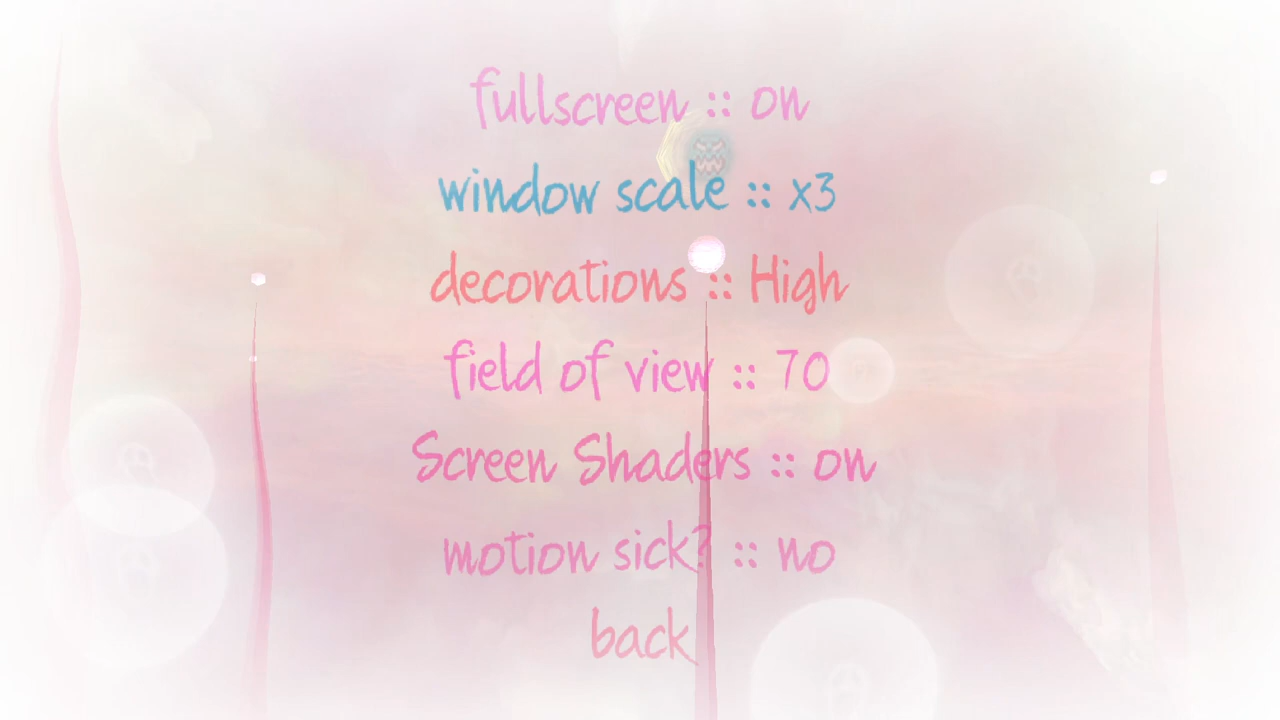 fullscreen :: on
window scale :: x3
decorations :: High
field of view :: 70
Screen Shaders :: on
motion sick? :: no
back